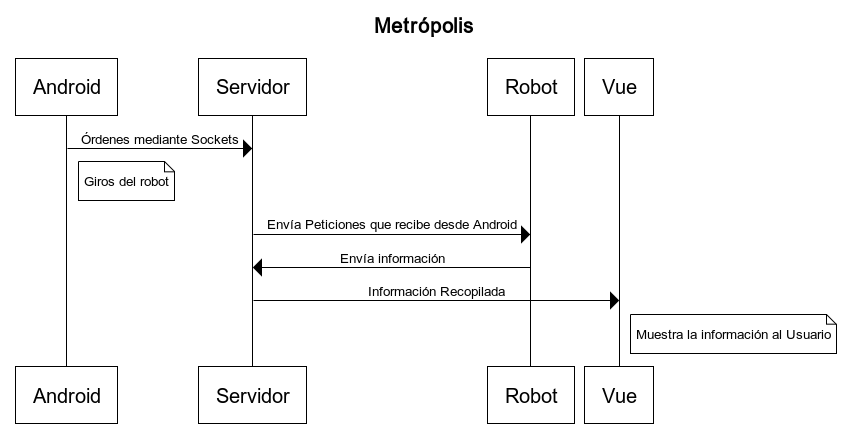 Metrópolis
Android
Servidor
Robot
Vue
Órdenes mediante Sockets
Giros del robot
Envía Peticiones que recibe desde Android
Envía información
Información Recopilada
Muestra la información al Usuario
Android
Servidor
Robot
Vue